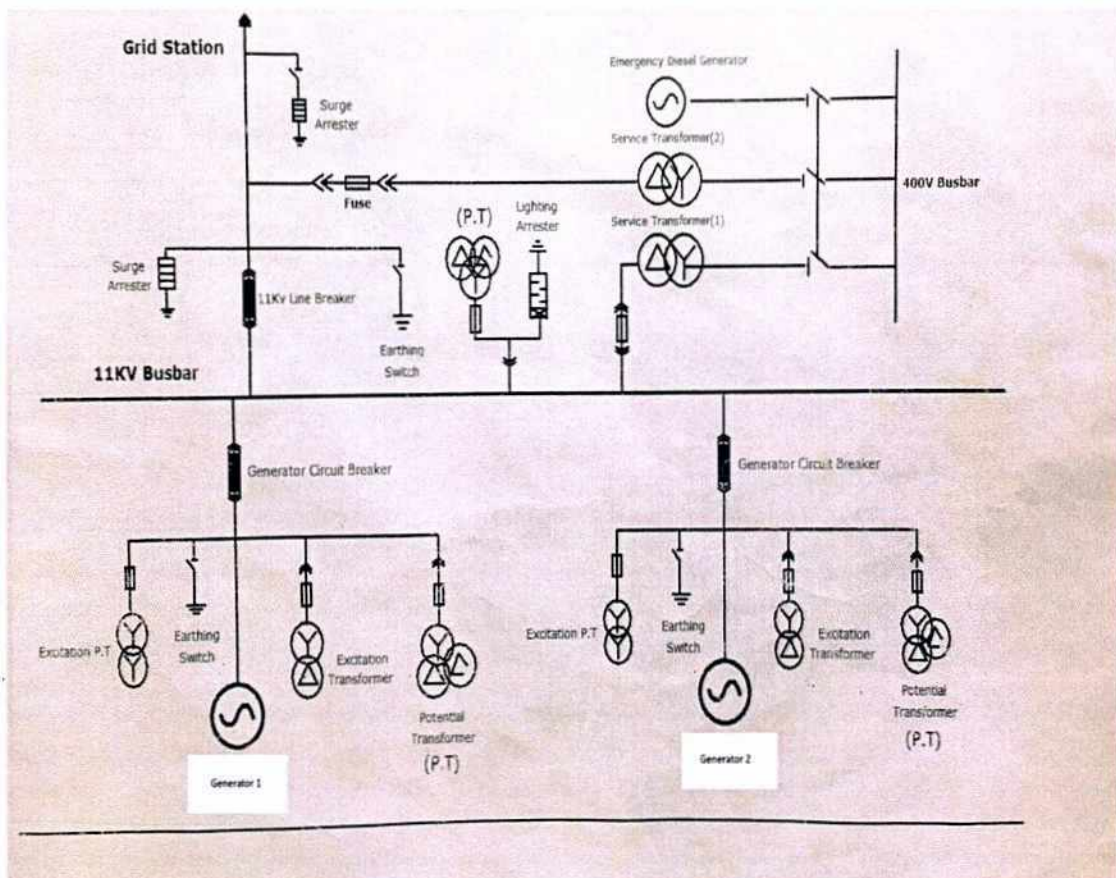 Grid Station
Surge
Arrester
Emergency Diesel Generator
Service Transformer(2)
400V Busbar
Fuse
(P.T)
Lighting
Arrester
Service Transformer(1)
Surge
Arrester
11Kv Line Breaker
Earthing
Switch
11KV Busbar
Generator Circuit Breaker
Generator Circuit Breaker
Excitation P.T
Earthing
Switch
Excitation
Transformer
Potential
Transformer
(P.T)
Generator 1
Excitation P.T
Earthing
Switch
Excitation
Transformer
Potential
Transformer
(P.T)
Generator 2